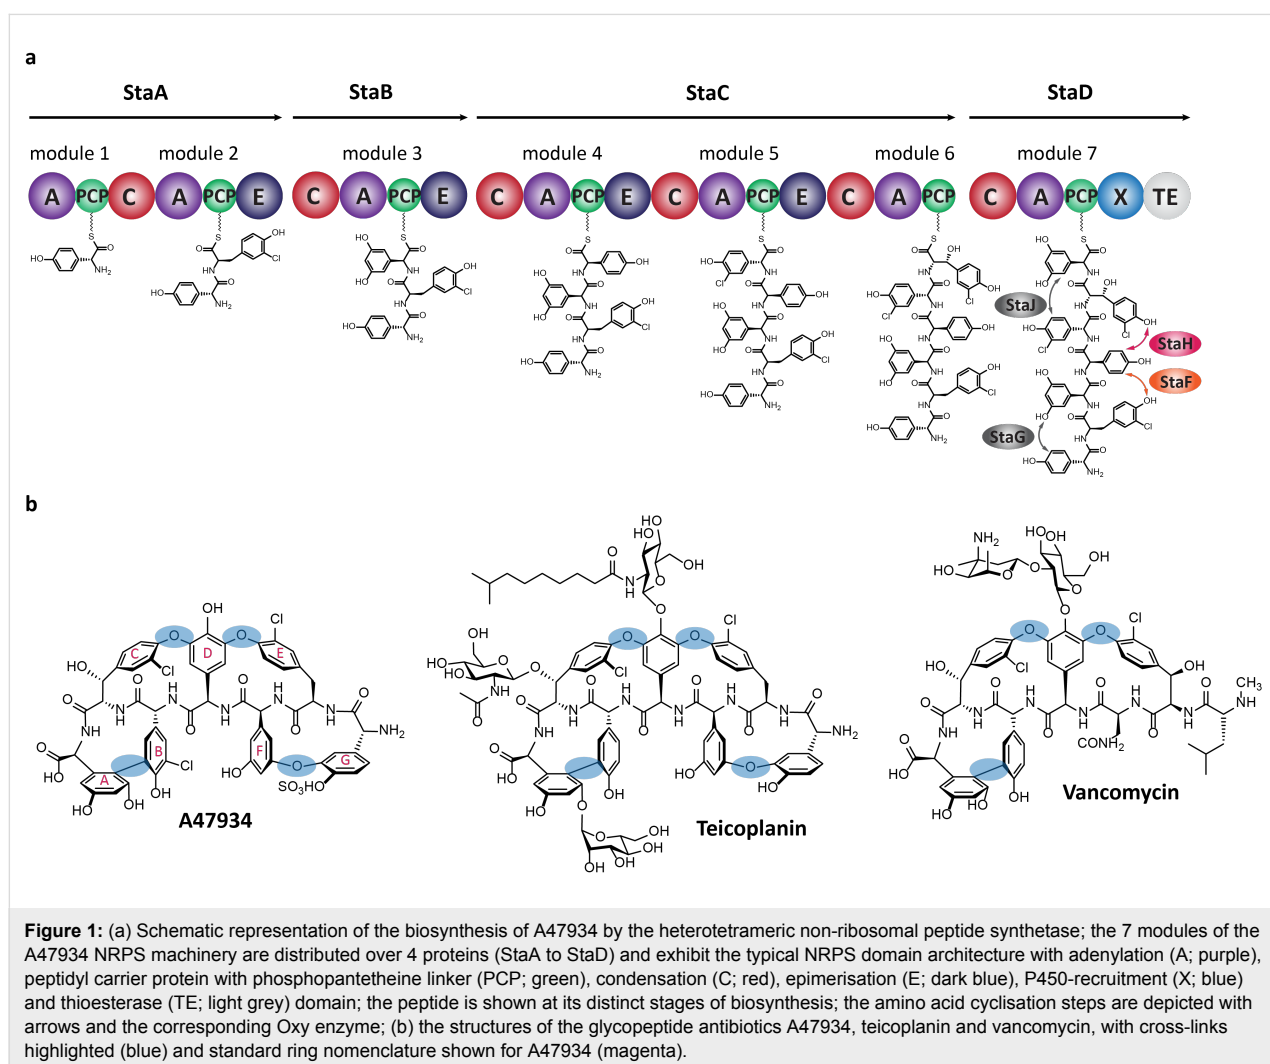 a
StaA StaB StaC StaD
module 1 module 2 module 3 module 4 module 5 module 6 module 7
A PCP C A PCP E C A PCP E C A PCP E C A PCP E C A PCP C A PCP X TE
StaJ
StaH
StaF
StaG
b
A47934
Teicoplanin
Vancomycin
A B C D E F G
Figure 1: (a) Schematic representation of the biosynthesis of A47934 by the heterotetrameric non-ribosomal peptide synthetase; the 7 modules of the
A47934 NRPS machinery are distributed over 4 proteins (StaA to StaD) and exhibit the typical NRPS domain architecture with adenylation (A; purple),
peptidyl carrier protein with phosphopantetheine linker (PCP; green), condensation (C; red), epimerisation (E; dark blue), P450-recruitment (X; blue)
and thioesterase (TE; light grey) domain; the peptide is shown at its distinct stages of biosynthesis; the amino acid cyclisation steps are depicted with
arrows and the corresponding Oxy enzyme; (b) the structures of the glycopeptide antibiotics A47934, teicoplanin and vancomycin, with cross-links
highlighted (blue) and standard ring nomenclature shown for A47934 (magenta).